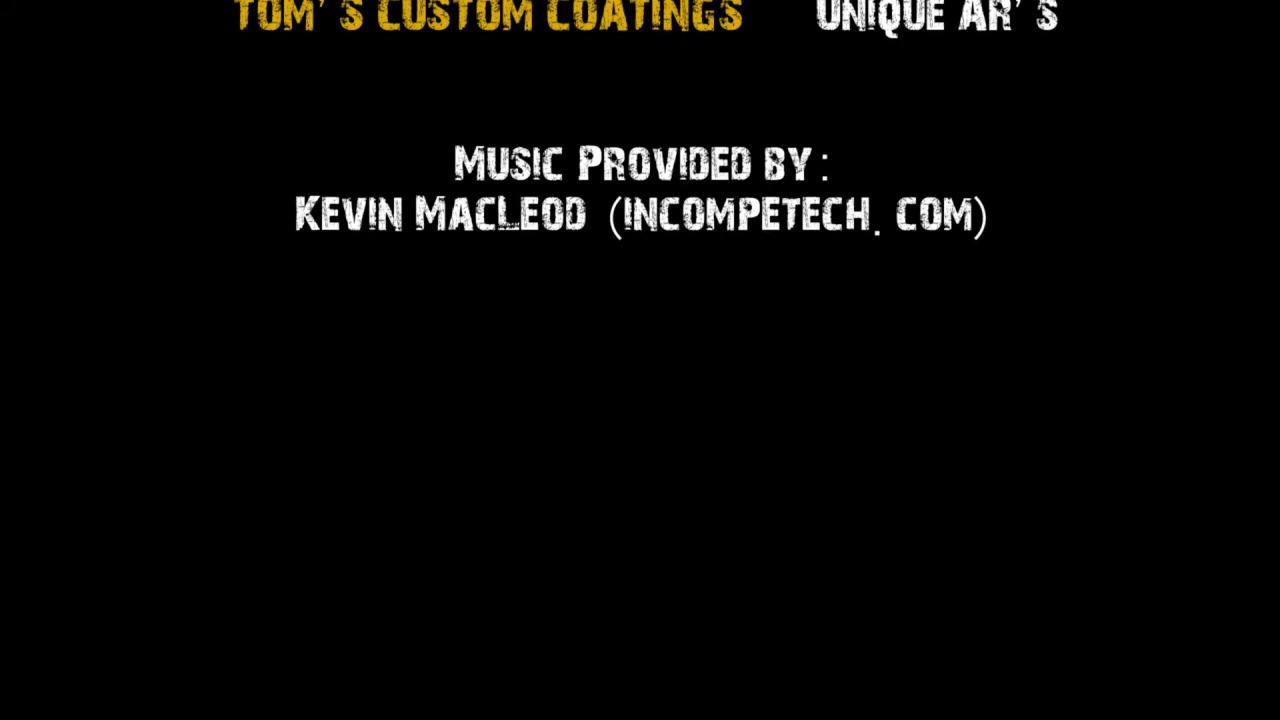 TOM'S CUSTOM COATINGS UNIQUE AR'S
MUSIC PROVIDED BY:
KEVIN MACLEOD (INCOMPETECH.COM)